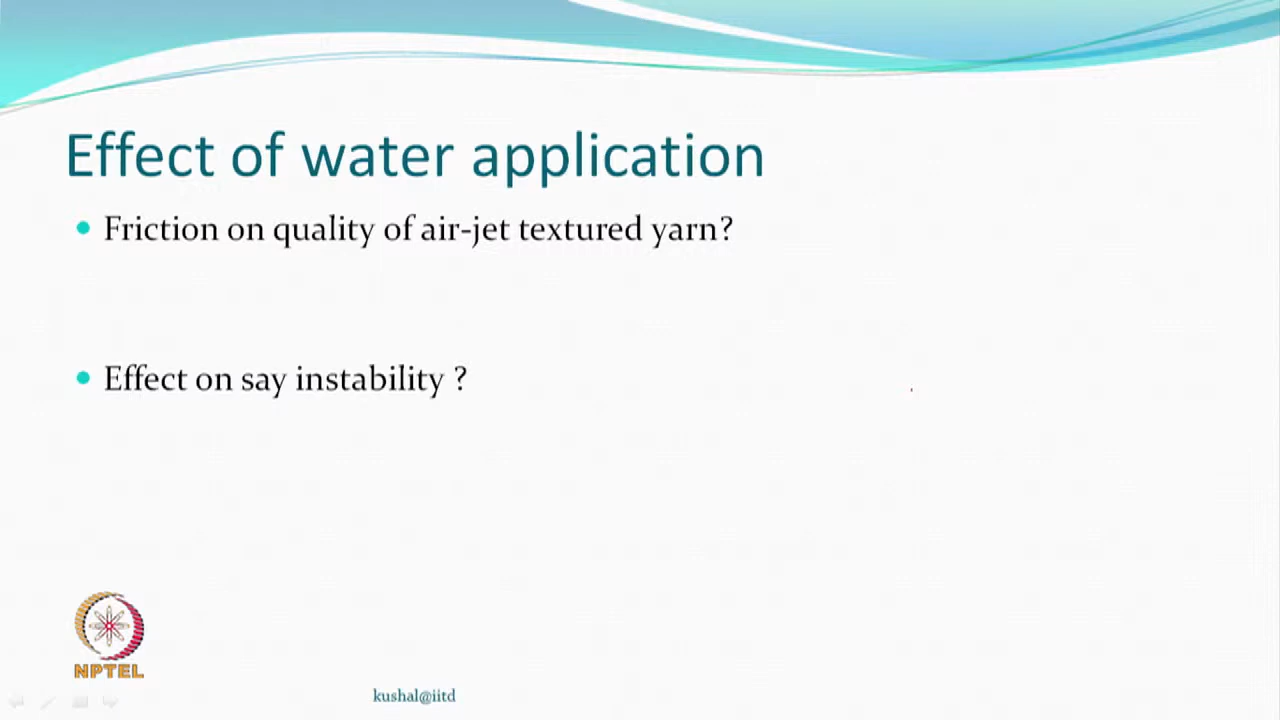 Effect of water application
Friction on quality of air-jet textured yarn?
Effect on say instability ?
NPTEL
kushal@iitd